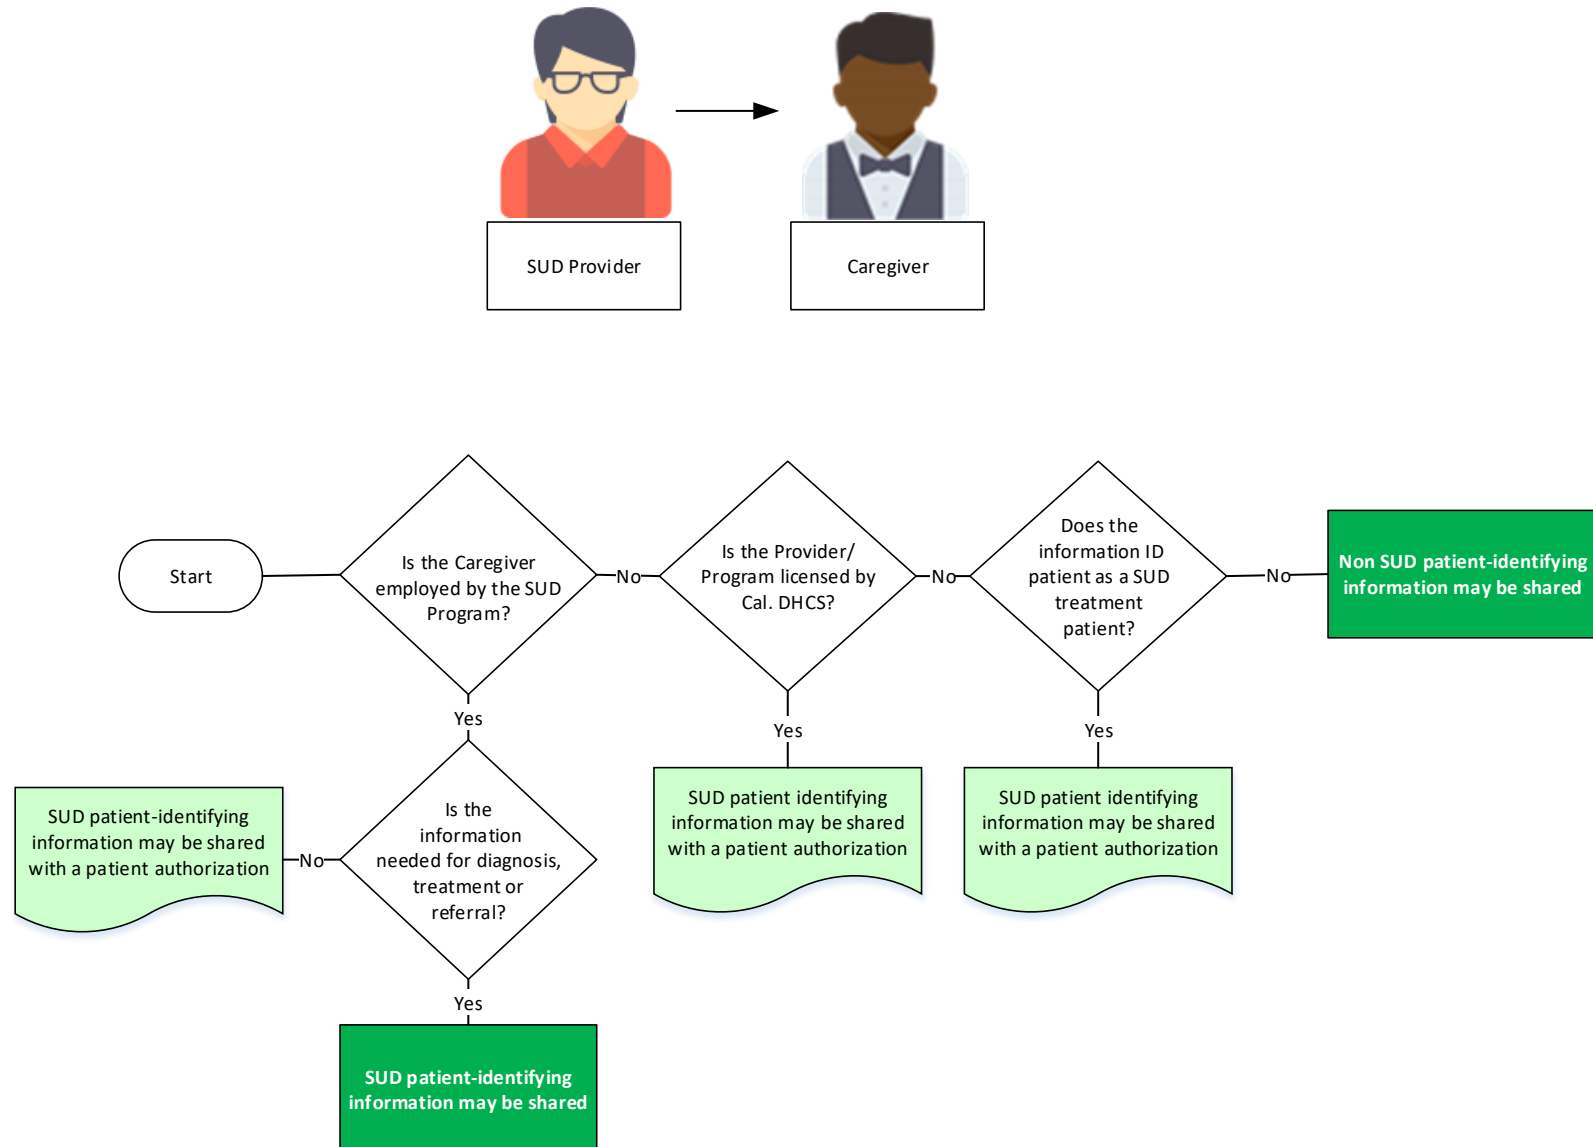 SUD Provider
Caregiver
Start
Is the Caregiver
employed by the SUD
Program?
No
Is the Provider/
Program licensed by
Cal. DHCS?
No
Does the
information ID
patient as a SUD
treatment
patient?
No
Non SUD patient-identifying
information may be shared
Yes
Yes
Yes
SUD patient-identifying
information may be shared
with a patient authorization
No
Is the
information
needed for diagnosis,
treatment or
referral?
SUD patient identifying
information may be shared
with a patient authorization
SUD patient identifying
information may be shared
with a patient authorization
Yes
SUD patient-identifying
information may be shared